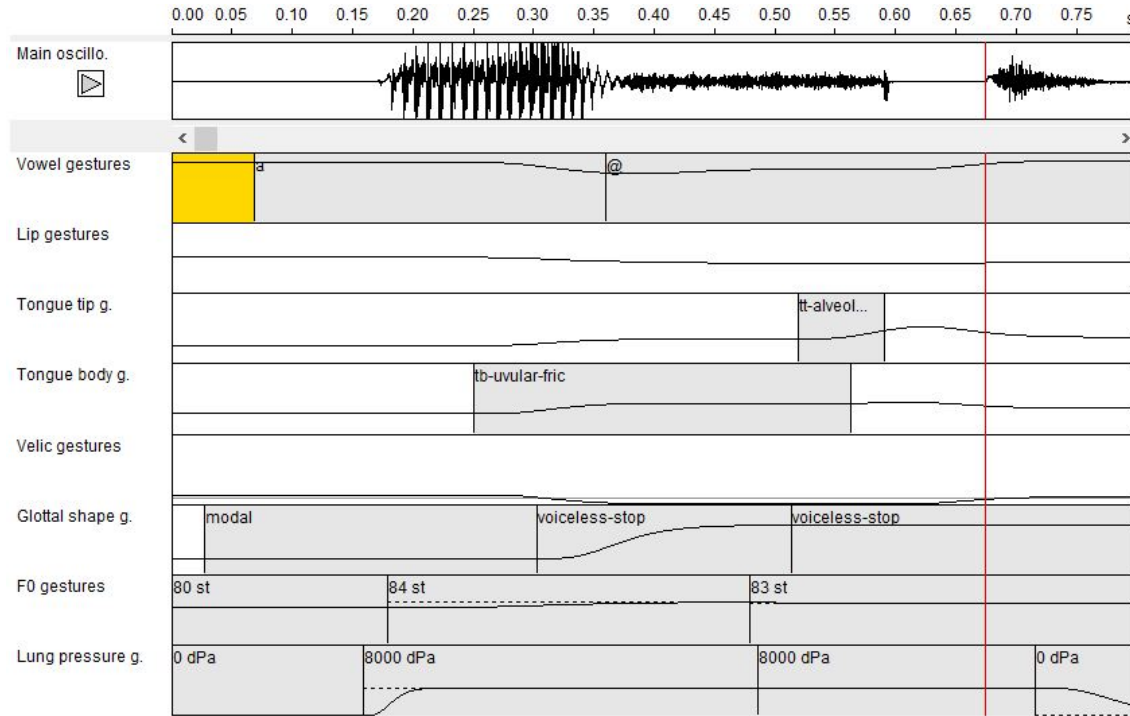 0.00 0.05 0.10 0.15 0.20 0.25 0.30 0.35 0.40 0.45 0.50 0.55 0.60 0.65 0.70 0.75 s
Main oscillo.
Vowel gestures a @
Lip gestures
Tongue tip g. tt-alveol...
Tongue body g. tb-uvular-fric
Velic gestures
Glottal shape g. modal voiceless-stop voiceless-stop
F0 gestures 80 st 84 st 83 st
Lung pressure g. 0 dPa 8000 dPa 8000 dPa 0 dPa